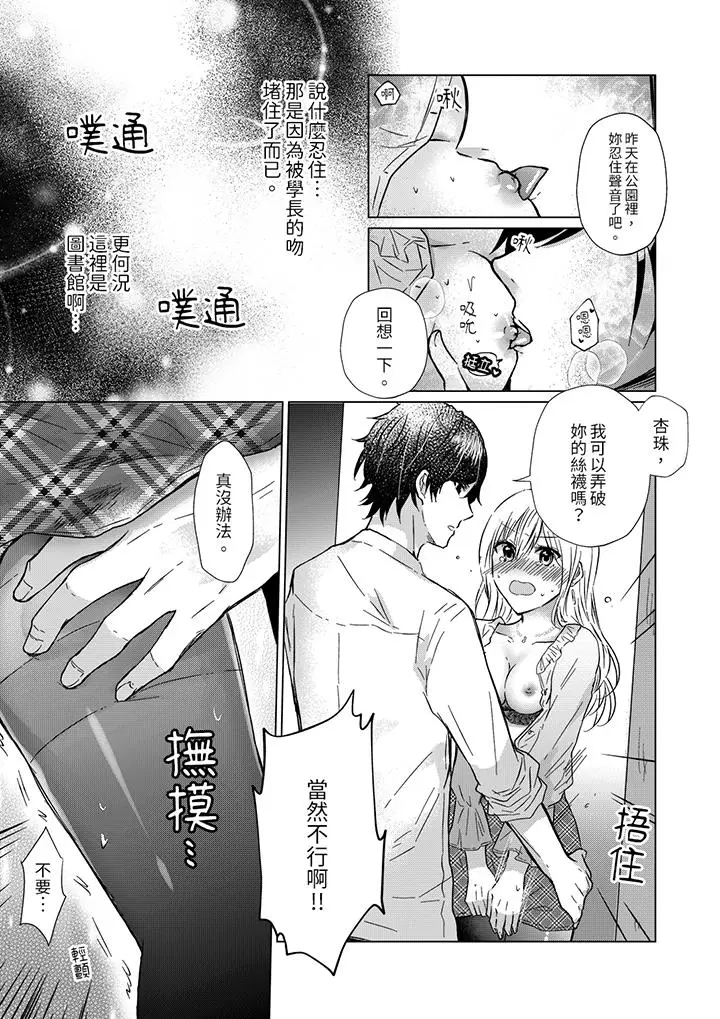 昨天在公園裡，
妳忍住聲音了吧。
啾
啊
說什麼忍住…
那是因為被學長的吻
堵住了而已。
噗通
啾
嗯嗯
吸吮
挺立
回想一下。
更何況
這裡是
圖書館啊…
噗通
杏珠，
我可以弄破
妳的絲襪嗎？
捂住
當然不行啊!!
真沒辦法。
撫摸…
不要…
輕顫